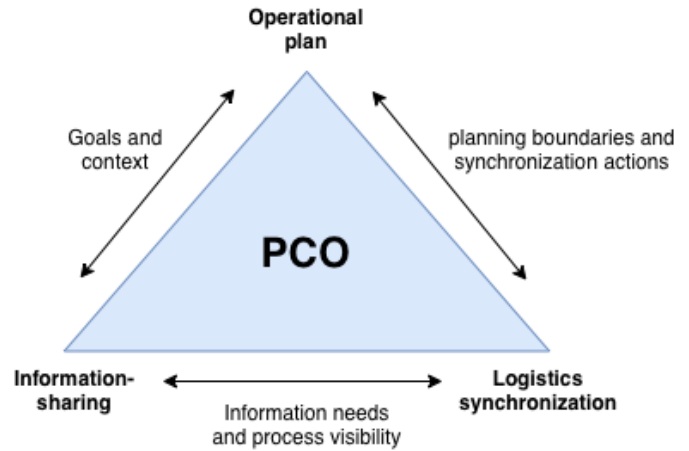 Operational
plan
Goals and
context
planning boundaries and
synchronization actions
PCO
Information-
sharing
Logistics
synchronization
Information needs
and process visibility